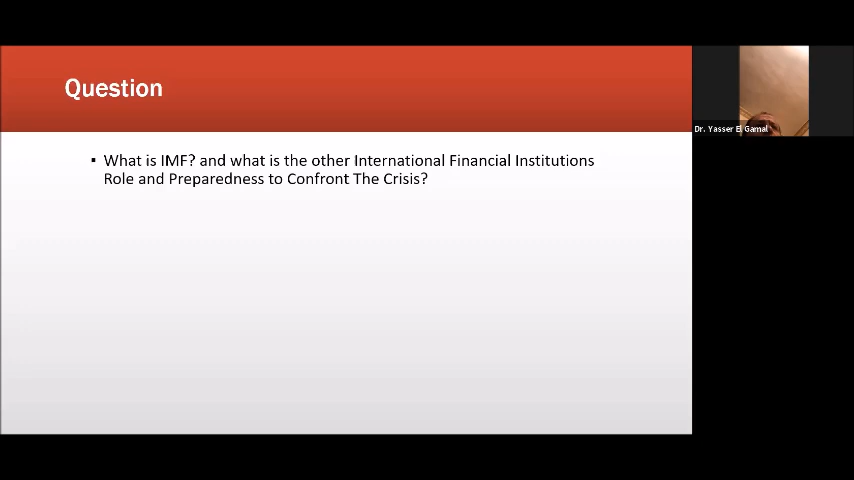 Question
▪ What is IMF? and what is the other International Financial Institutions
Role and Preparedness to Confront The Crisis?
Dr. Yasser El Gamal